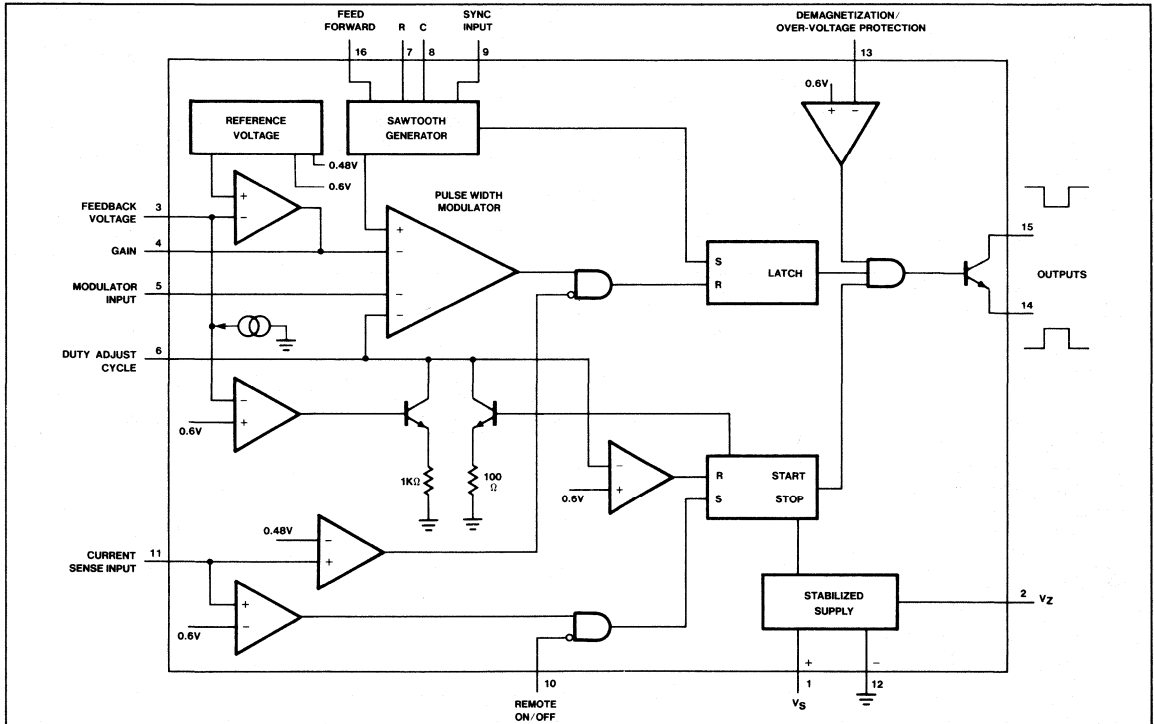 FEED
FORWARD
16
R
7
C
8
SYNC
INPUT
9
DEMAGNETIZATION/
OVER-VOLTAGE PROTECTION
13
0.6V
+ −
REFERENCE
VOLTAGE
SAWTOOTH
GENERATOR
0.48V
0.6V
+
−
FEEDBACK
VOLTAGE
3
GAIN
4
MODULATOR
INPUT
5
DUTY ADJUST
CYCLE
6
PULSE WIDTH
MODULATOR
+
−
−
−
S
R
LATCH
15
OUTPUTS
14
−
+
0.6V
1KΩ
100
Ω
−
+
0.6V
R
S
START
STOP
0.48V
−
+
CURRENT
SENSE INPUT
11
+
−
0.6V
STABILIZED
SUPPLY
2
VZ
+
−
1
VS
12
10
REMOTE
ON/OFF